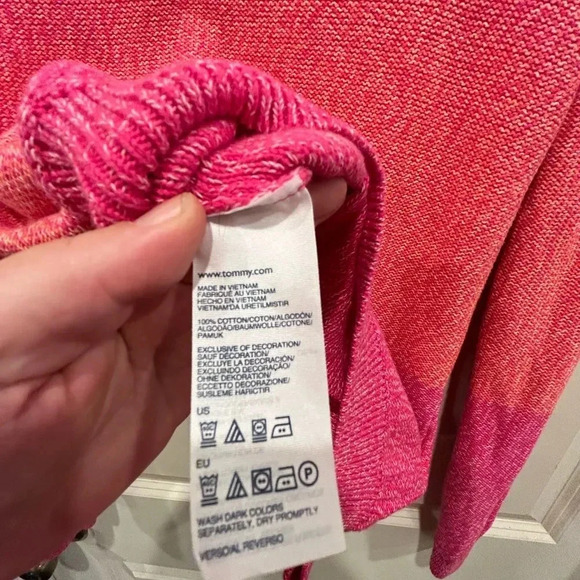 www.tommy.com
MADE IN VIETNAM
FABRIQUÉ AU VIETNAM
HECHO EN VIETNAM
VIETNAM'DA ÜRETILMISTIR
100% COTTON/COTON/ALGODÓN/
ALGODÃO/BAUMWOLLE/COTONE/
PAMUK
EXCLUSIVE OF DECORATION/
SAUF DÉCORATION/
EXCLUYE LA DECORACIÓN/
EXCLUINDO DECORAÇÃO/
OHNE DEKORATION/
ECCETTO DECORAZIONE/
SÜSLEME HARICTIR
US
EU
P
WASH DARK COLORS
SEPARATELY, DRY PROMPTLY
VERSO/AL REVERSO